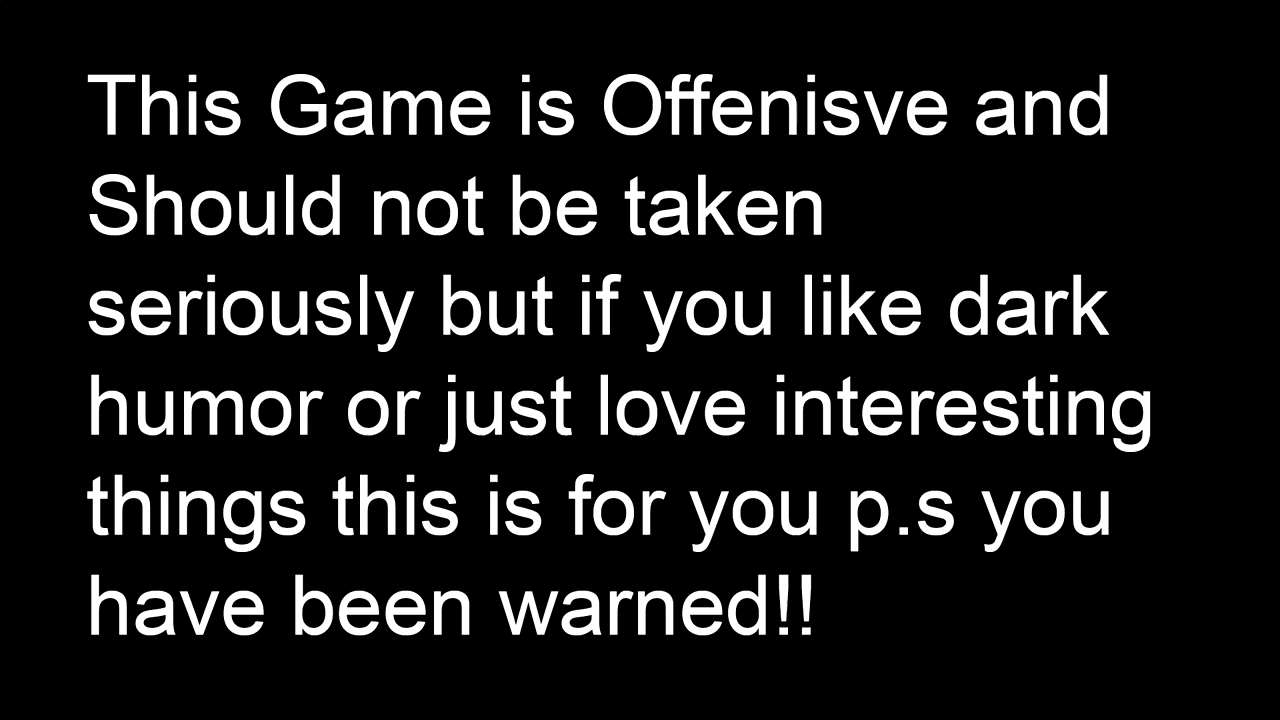 This Game is Offenisve and
Should not be taken
seriously but if you like dark
humor or just love interesting
things this is for you p.s you
have been warned!!